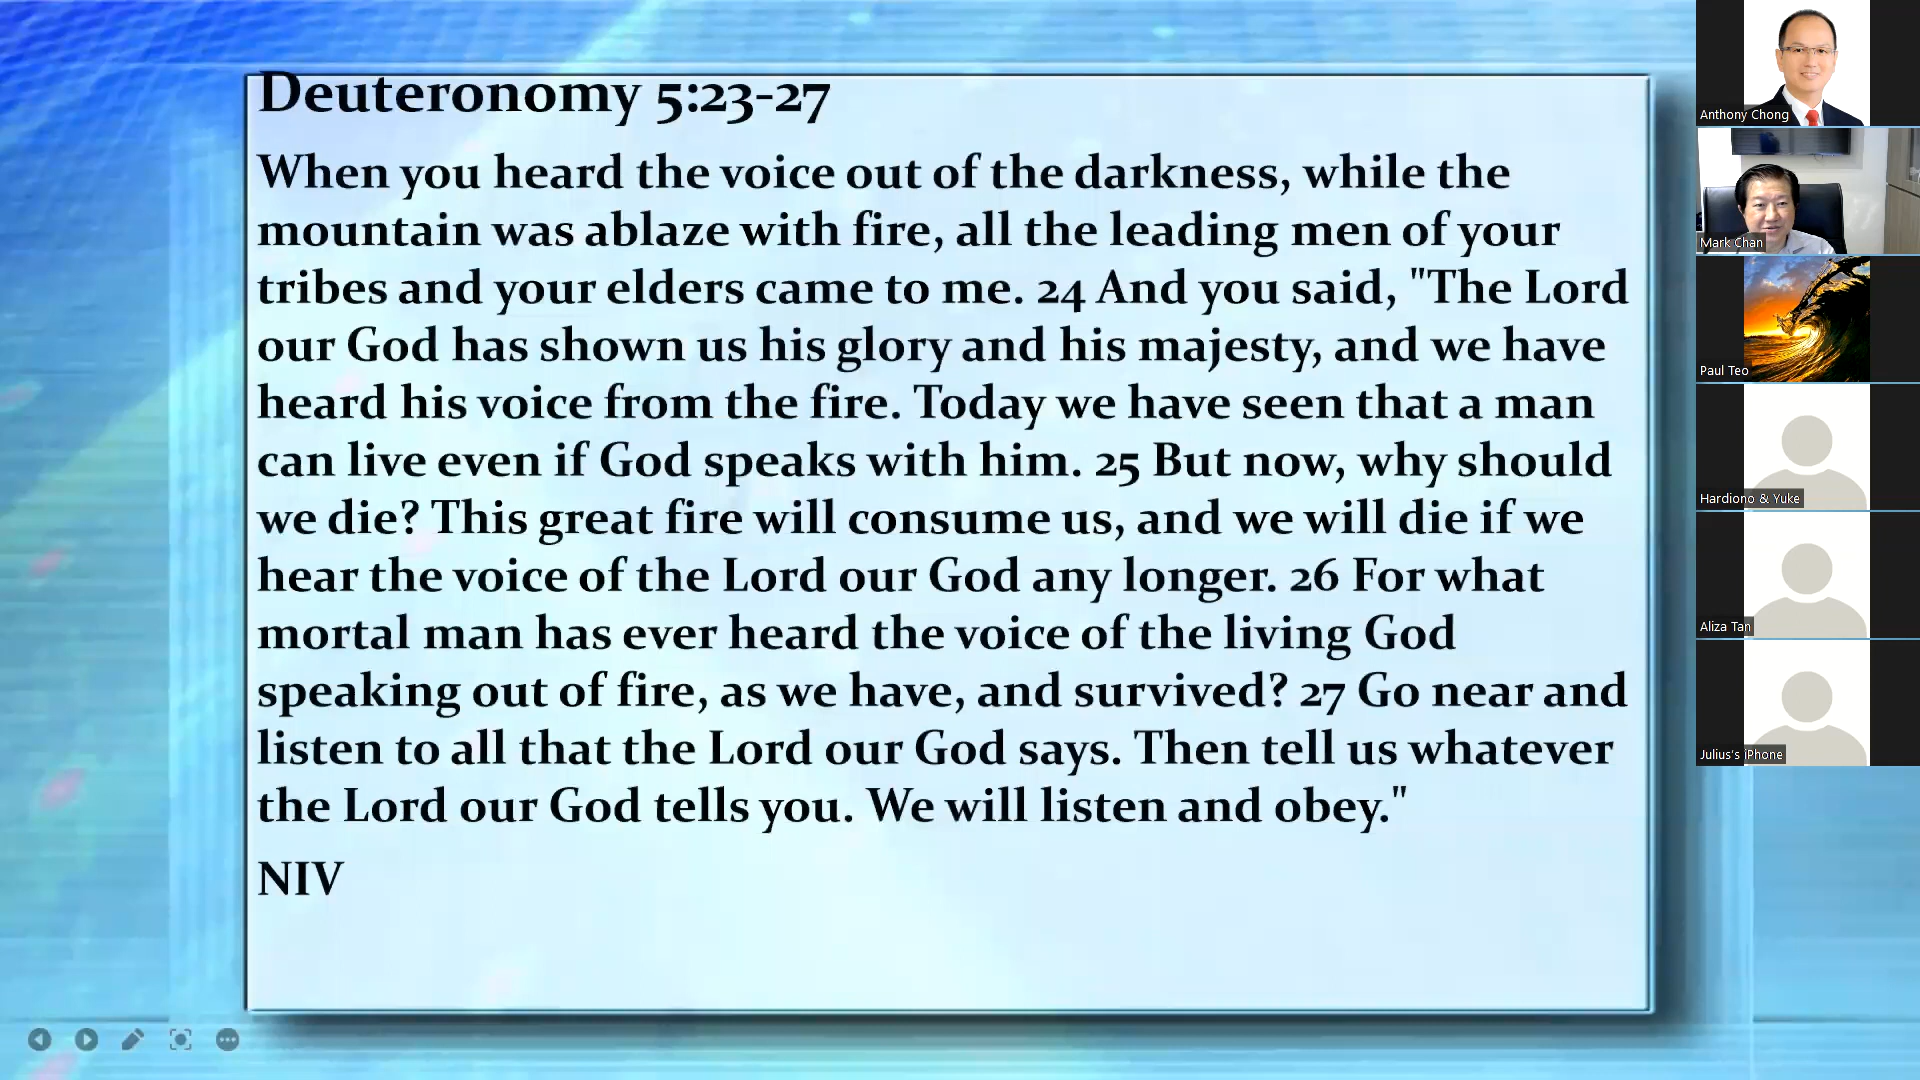 Deuteronomy 5:23-27
When you heard the voice out of the darkness, while the
mountain was ablaze with fire, all the leading men of your
tribes and your elders came to me. 24 And you said, "The Lord
our God has shown us his glory and his majesty, and we have
heard his voice from the fire. Today we have seen that a man
can live even if God speaks with him. 25 But now, why should
we die? This great fire will consume us, and we will die if we
hear the voice of the Lord our God any longer. 26 For what
mortal man has ever heard the voice of the living God
speaking out of fire, as we have, and survived? 27 Go near and
listen to all that the Lord our God says. Then tell us whatever
the Lord our God tells you. We will listen and obey."
NIV
Anthony Chong
Mark Chan
Paul Teo
Hardiono & Yuke
Aliza Tan
Julius's iPhone